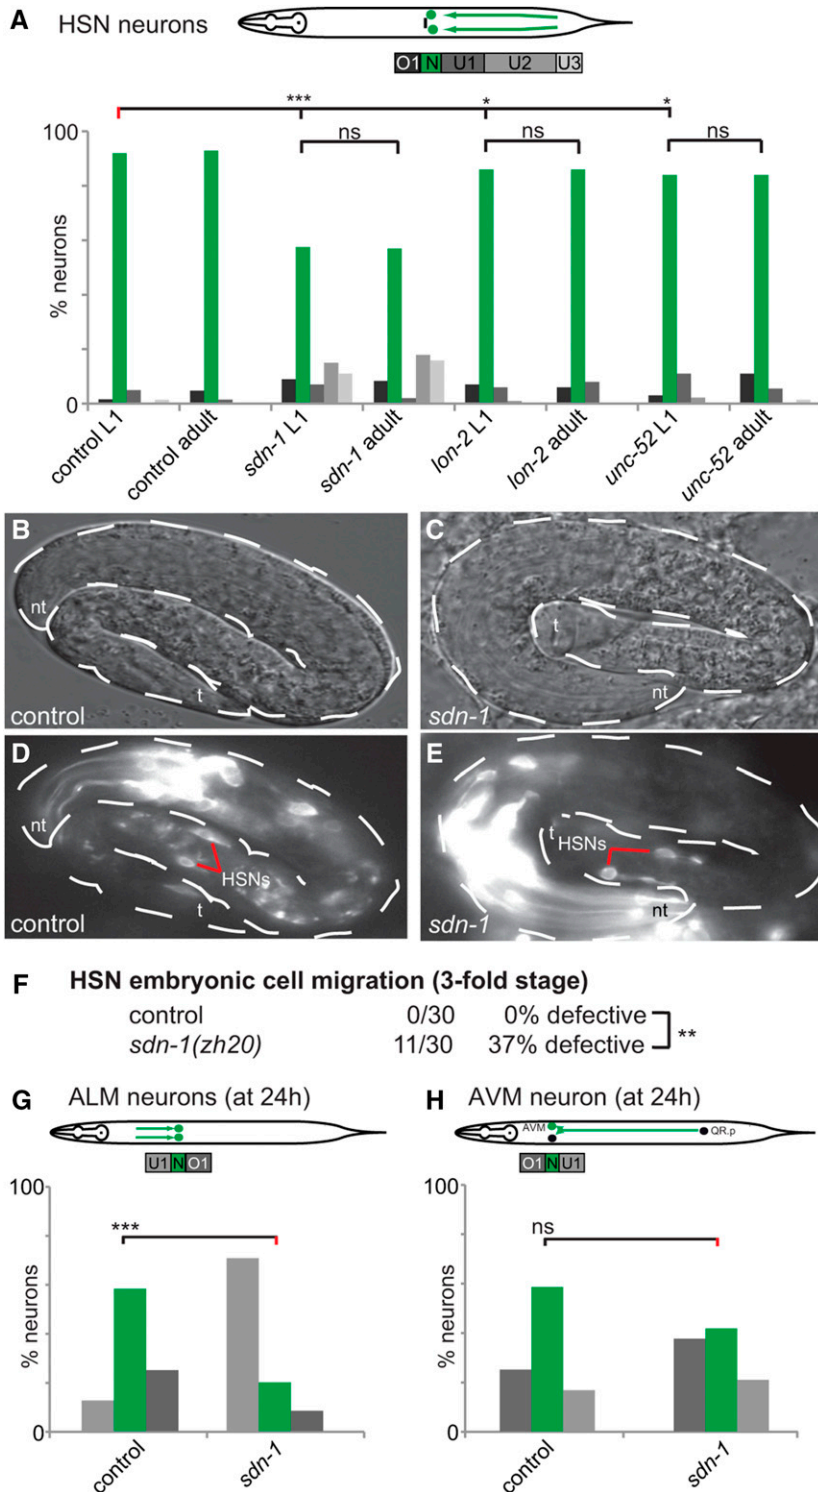 A HSN neurons
O1 N U1 U2 U3
*** * *
ns ns ns
100
% neurons
0
control L1
control adult
sdn-1 L1
sdn-1 adult
lon-2 L1
lon-2 adult
unc-52 L1
unc-52 adult
B
nt
t
control
C
t
nt
sdn-1
D
nt
HSNs
t
control
E
t
HSNs
nt
sdn-1
F HSN embryonic cell migration (3-fold stage)
control 0/30 0% defective
**
sdn-1(zh20) 11/30 37% defective
G ALM neurons (at 24h)
U1 N O1
100
***
% neurons
0
control
sdn-1
H AVM neuron (at 24h)
AVM
QR.p
O1 N U1
100
ns
% neurons
0
control
sdn-1